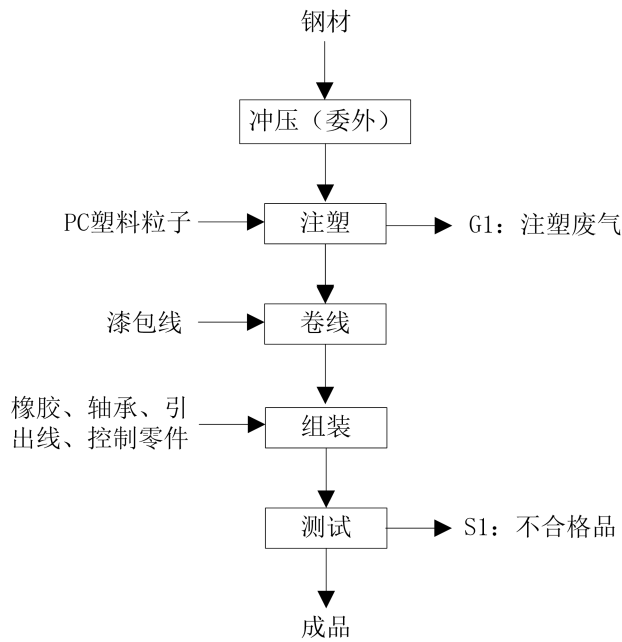 钢材
冲压（委外）
PC塑料粒子
注塑
G1：注塑废气
漆包线
卷线
橡胶、轴承、引
出线、控制零件
组装
测试
S1：不合格品
成品